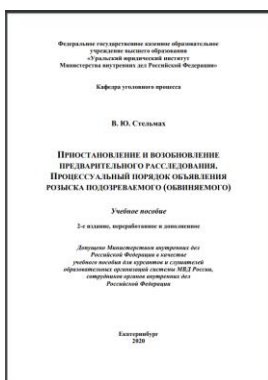 Федеральное государственное казенное образовательное
учреждение высшего образования
«Уральский юридический институт
Министерства внутренних дел Российской Федерации»
Кафедра уголовного процесса
В. Ю. Стельмах
ПРИОСТАНОВЛЕНИЕ И ВОЗОБНОВЛЕНИЕ
ПРЕДВАРИТЕЛЬНОГО РАССЛЕДОВАНИЯ.
ПРОЦЕССУАЛЬНЫЙ ПОРЯДОК ОБЪЯВЛЕНИЯ
РОЗЫСКА ПОДОЗРЕВАЕМОГО (ОБВИНЯЕМОГО)
Учебное пособие
2-е издание, переработанное и дополненное
Допущено Министерством внутренних дел
Российской Федерации в качестве
учебного пособия для курсантов и слушателей
образовательных организаций системы МВД России,
сотрудников органов внутренних дел
Российской Федерации
Екатеринбург
2020